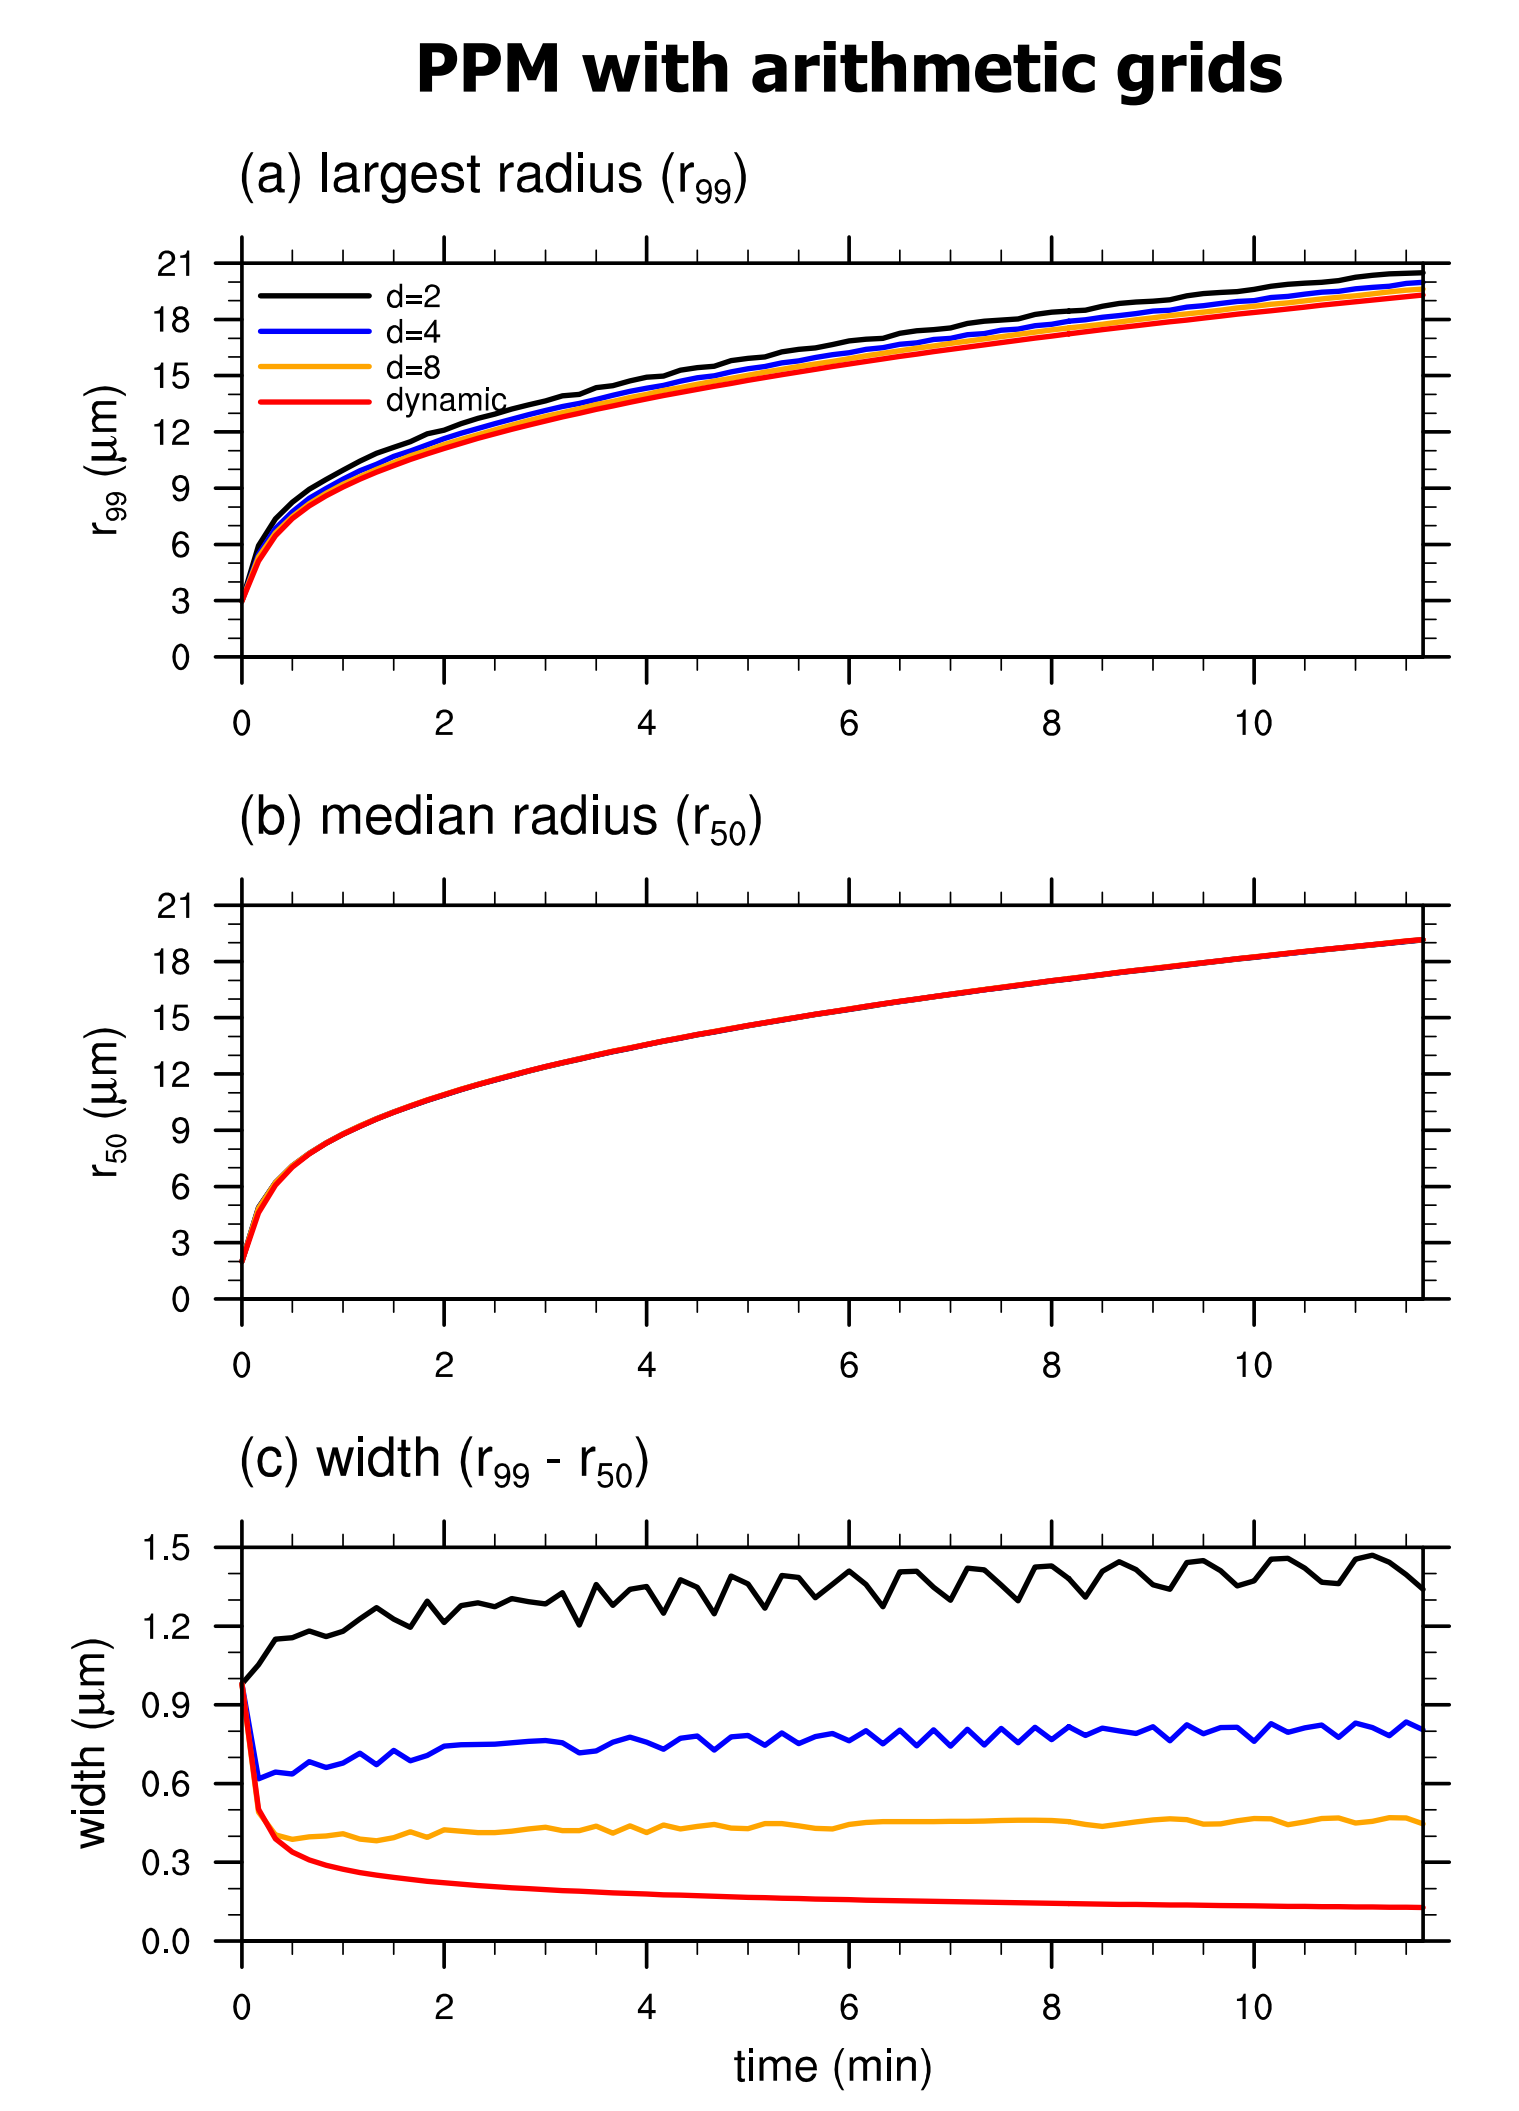 PPM with arithmetic grids
(a) largest radius (r99)
21
18
15
12
9
6
3
0
r99 (μm)
d=2
d=4
d=8
dynamic
0 2 4 6 8 10
(b) median radius (r50)
21
18
15
12
9
6
3
0
r50 (μm)
0 2 4 6 8 10
(c) width (r99 - r50)
1.5
1.2
0.9
0.6
0.3
0.0
width (μm)
0 2 4 6 8 10
time (min)